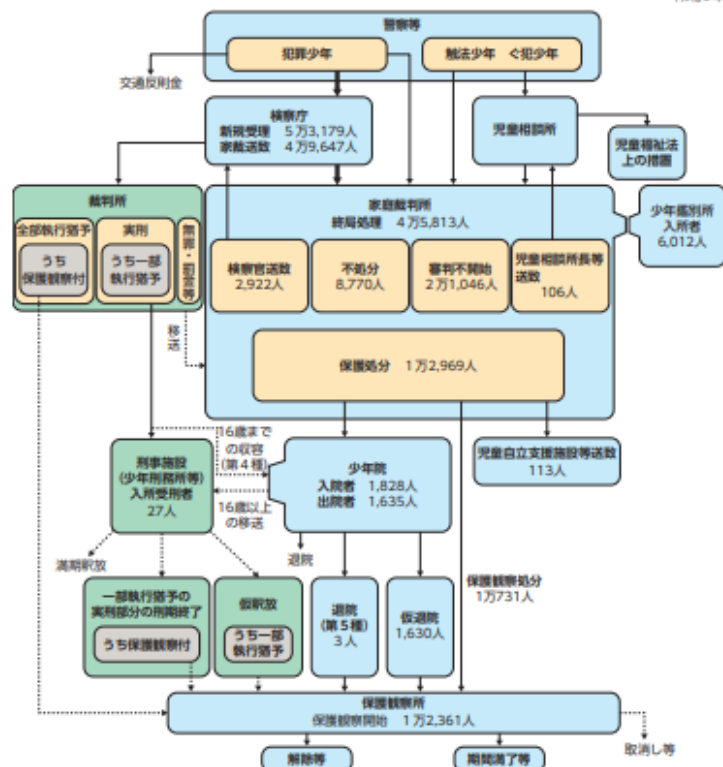 警察等
犯罪少年
触法少年 ぐ犯少年
交通反則金
検察庁
新規受理 5万3,179人
家裁送致 4万9,647人
児童相談所
児童福祉法
上の措置
裁判所
全部執行猶予
うち
保護観察付
実刑
うち一部
執行猶予
無罪・罰金等
家庭裁判所
終局処理 4万5,813人
少年鑑別所
入所者
6,012人
検察官送致
2,922人
不処分
8,770人
審判不開始
2万1,046人
児童相談所長等
送致
106人
移送
保護処分 1万2,969人
16歳まで
の収容
(第4種)
刑事施設
(少年刑務所等)
入所受刑者
27人
16歳以上
の移送
少年院
入院者 1,828人
出院者 1,635人
児童自立支援施設等送致
113人
満期釈放
退院
保護観察処分
1万731人
一部執行猶予の
実刑部分の刑期終了
うち保護観察付
仮釈放
うち一部
執行猶予
退院
(第5種)
3人
仮退院
1,630人
保護観察所
保護観察開始 1万2,361人
取消し等
解除等
期間満了等